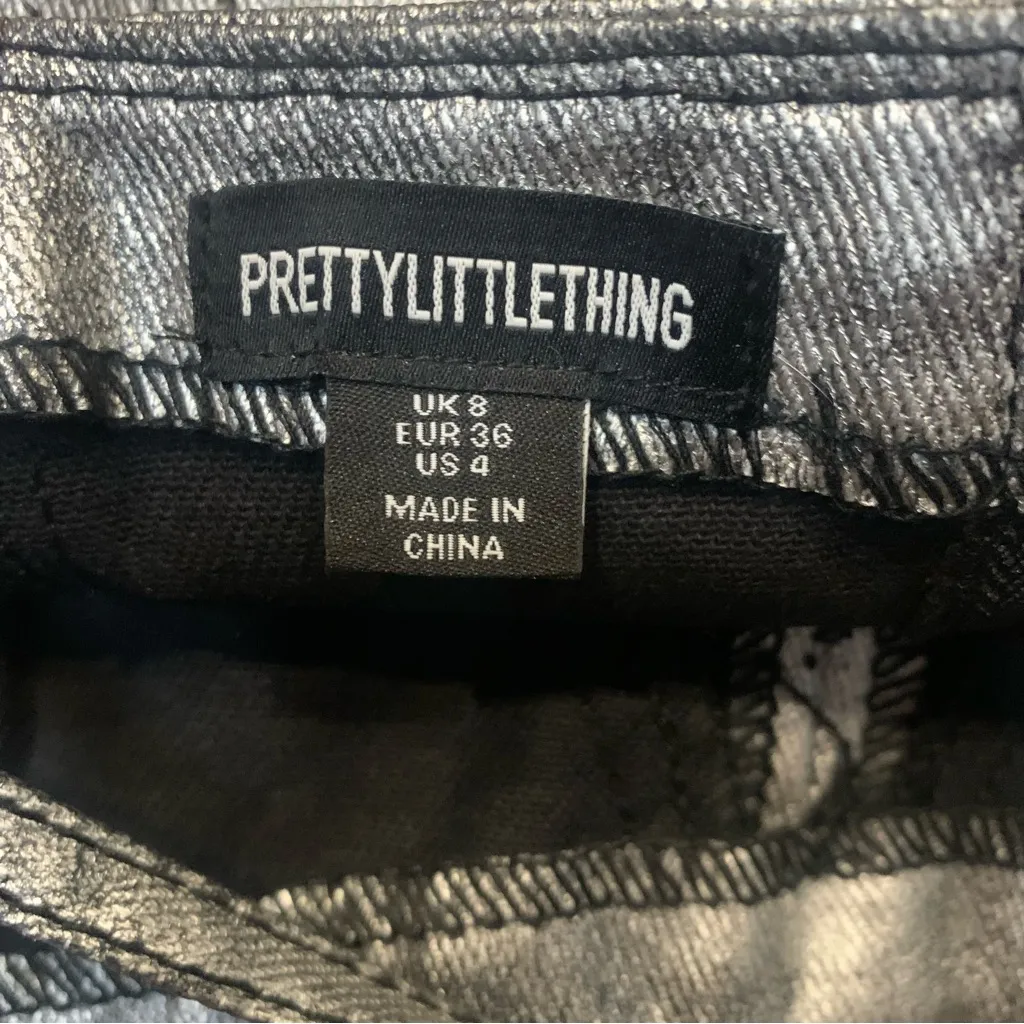 PRETTYLITTLETHING
UK 8
EUR 36
US 4
MADE IN
CHINA